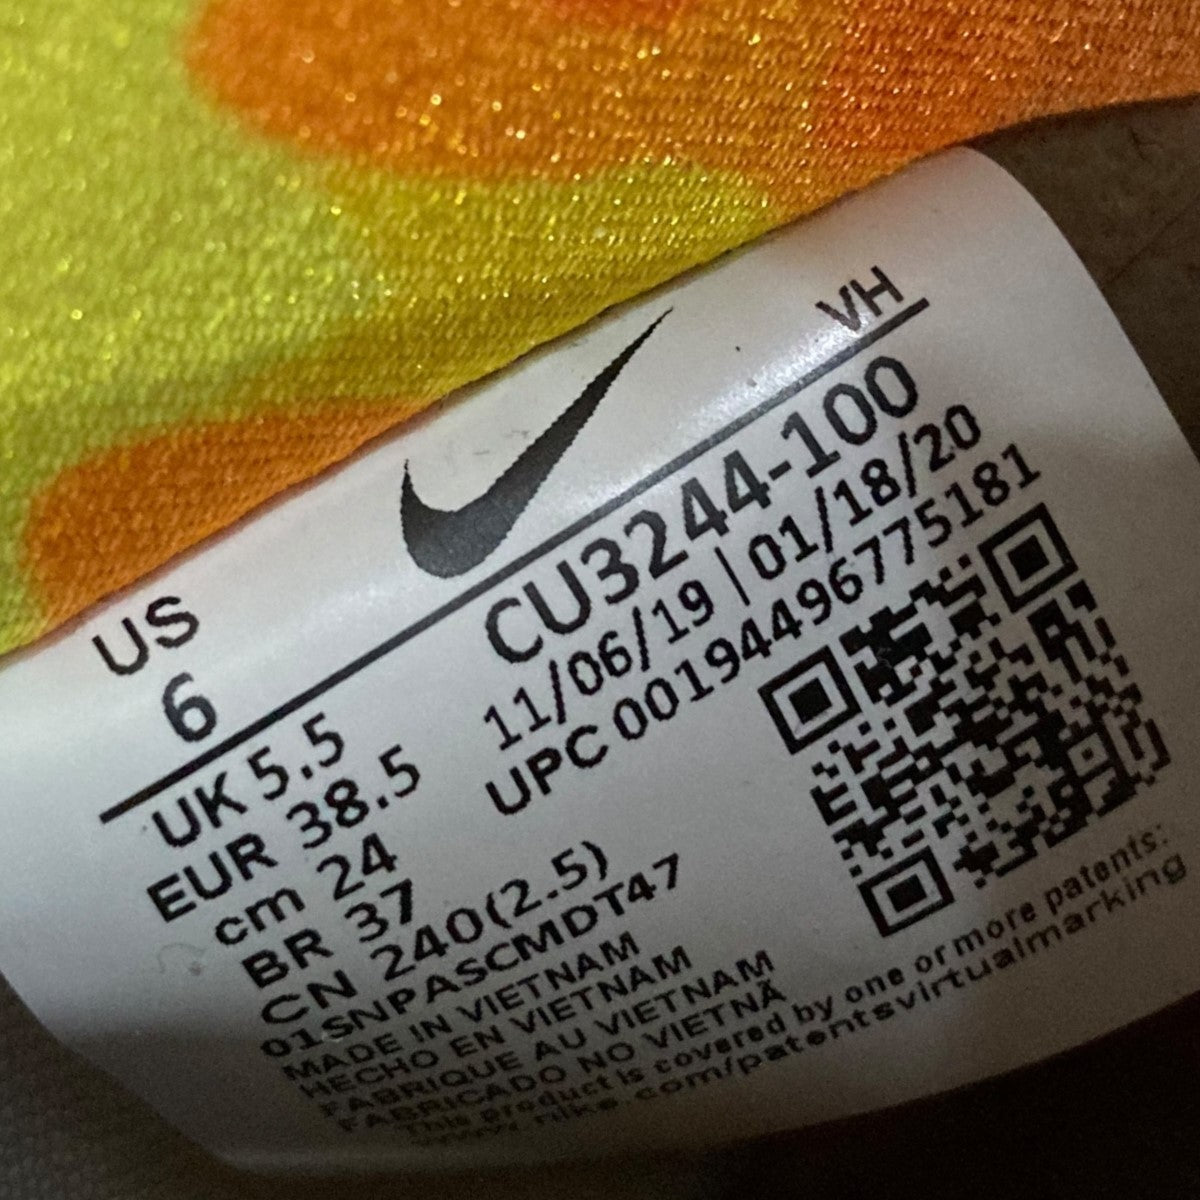 VH
US
6
CU3244-100
11/06/19 | 01/18/20
UPC 00194496775181
UK 5.5
EUR 38.5
cm 24
BR 37
CN 240(2.5)
01SNPASCMDT47
MADE IN VIETNAM
HECHO EN VIETNAM
FABRIQUE AU VIETNAM
FABRICADO NO VIETNÃ
This product is covered by one or more patents:
www.nike.com/patentsvirtualmarking